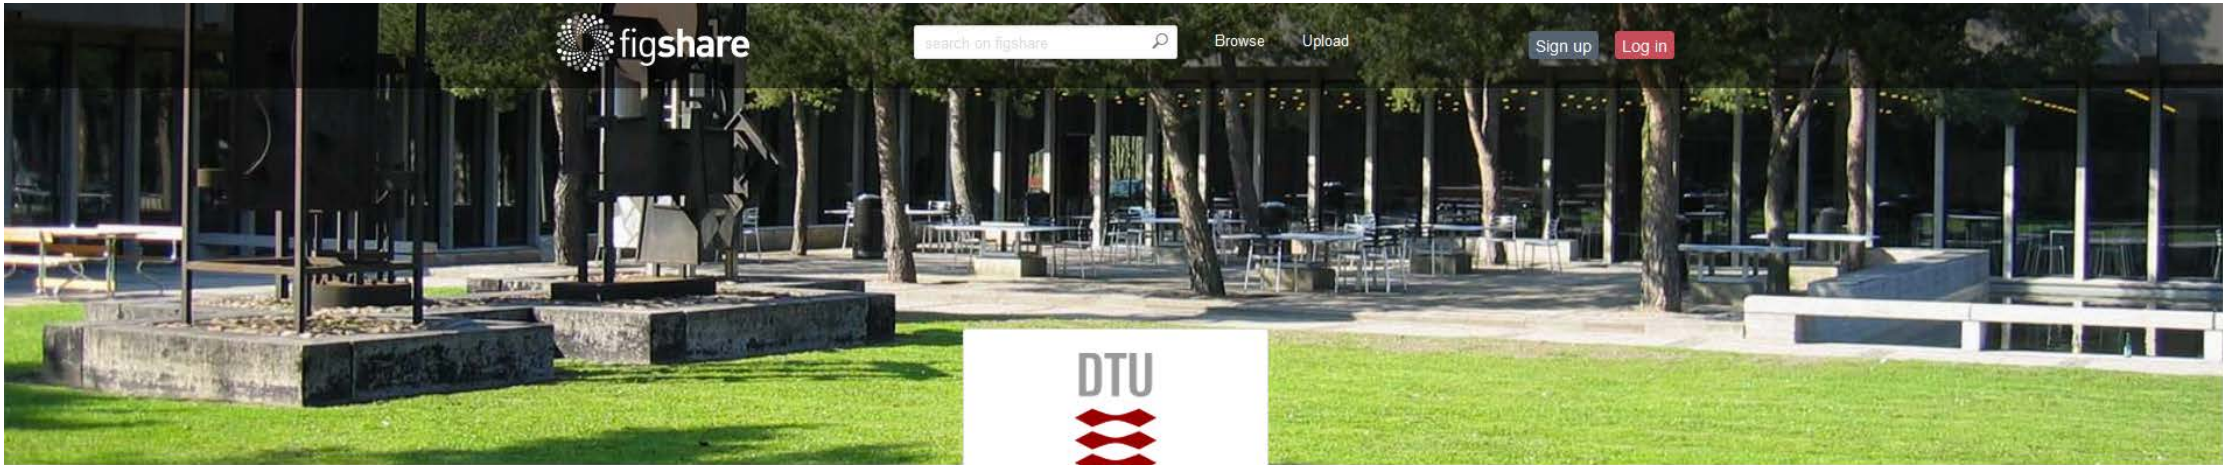 figshare
search on figshare
Browse
Upload
Sign up
Log in
DTU